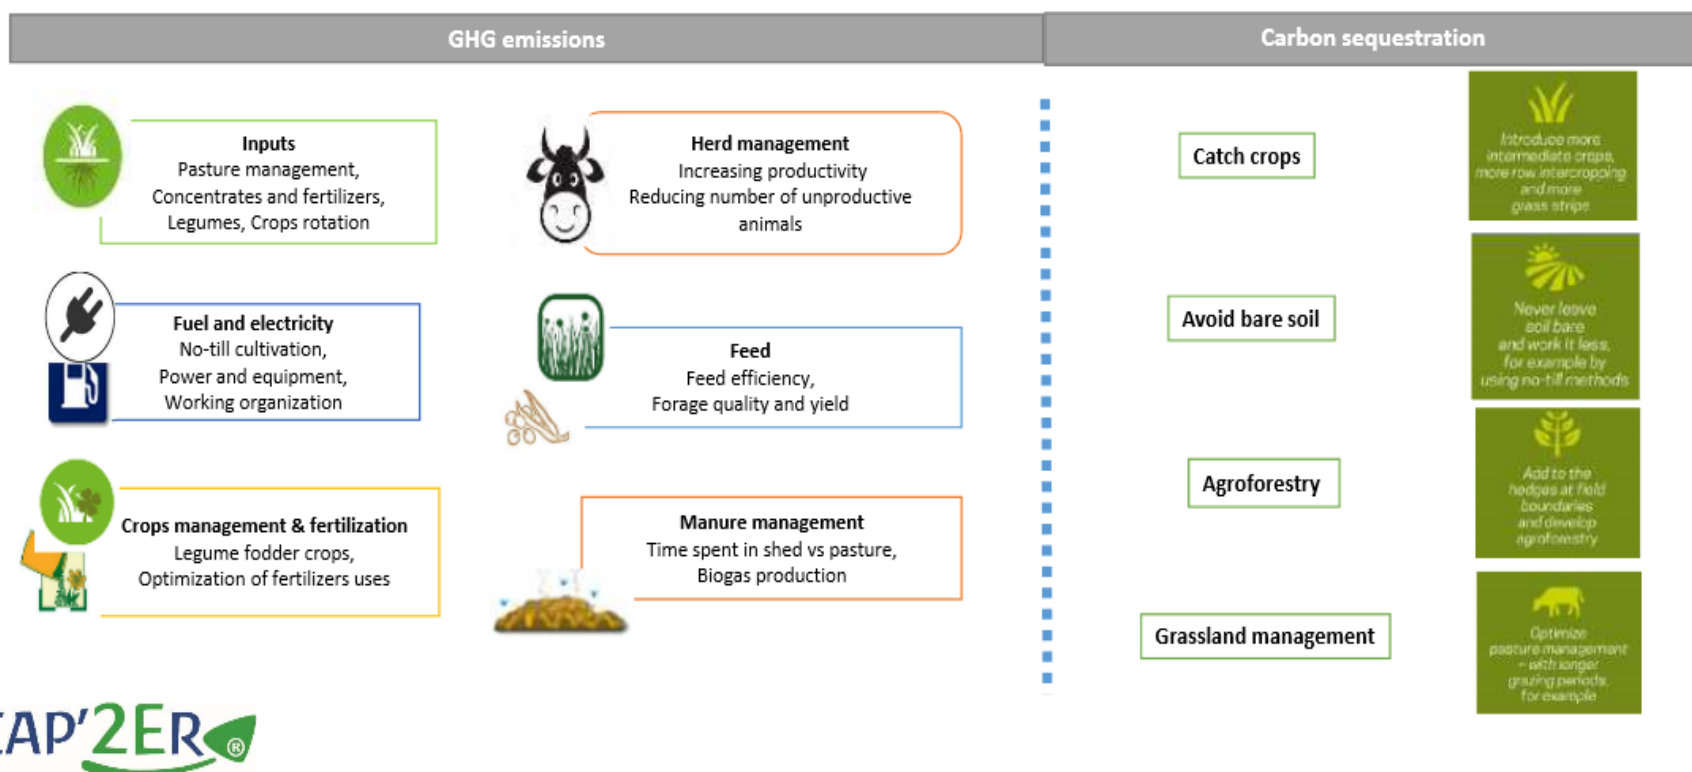 GHG emissions
Carbon sequestration
Inputs
Pasture management,
Concentrates and fertilizers,
Legumes, Crops rotation
Herd management
Increasing productivity
Reducing number of unproductive
animals
Catch crops
Introduce more
intermediate crops,
more row intercropping
and more
grass strips
Fuel and electricity
No-till cultivation,
Power and equipment,
Working organization
Feed
Feed efficiency,
Forage quality and yield
Avoid bare soil
Never leave
soil bare
and work it less,
for example by
using no-till methods
Crops management & fertilization
Legume fodder crops,
Optimization of fertilizers uses
Manure management
Time spent in shed vs pasture,
Biogas production
Agroforestry
Add to the
hedges at field
boundaries
and develop
agroforestry
Grassland management
Optimize
pasture management
– with longer
grazing periods,
for example
CAP'2ER®